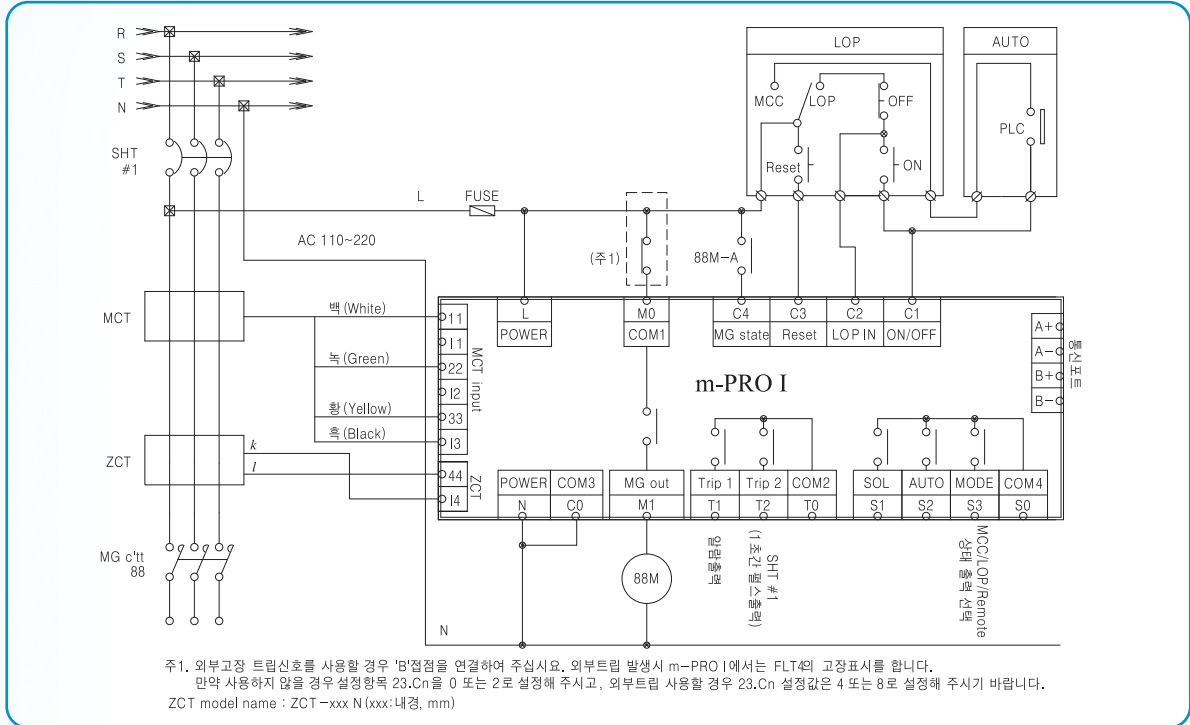 R
S
T
N
SHT
#1
L
FUSE
AC 110~220
(주1)
88M-A
LOP
MCC
LOP
OFF
Reset
ON
AUTO
PLC
MCT
백(White)
녹(Green)
황(Yellow)
흑(Black)
ZCT
k
l
MG c'tt
88
11
I1
22
I2
33
I3
MCT input
44
I4
ZCT
L
POWER
M0
COM1
C4
MG state
C3
Reset
C2
LOP IN
C1
ON/OFF
A+
A-
B+
B-
통신포트
m-PRO I
POWER
N
COM3
C0
MG out
M1
Trip 1
T1
Trip 2
T2
COM2
T0
SOL
S1
AUTO
S2
MODE
S3
COM4
S0
88M
알람출력
SHT #1
(1초간 펄스출력)
MCC/LOP/Remote
상태 출력 선택
N
주1. 외부고장 트립신호를 사용할 경우 'B'접점을 연결하여 주십시요. 외부트립 발생시 m-PRO I에서는 FLT4의 고장표시를 합니다.
만약 사용하지 않을 경우 설정항목 23.Cn을 0 또는 2로 설정해 주시고, 외부트립 사용할 경우 23.Cn 설정값은 4 또는 8로 설정해 주시기 바랍니다.
ZCT model name : ZCT-xxx N (xxx:내경, mm)